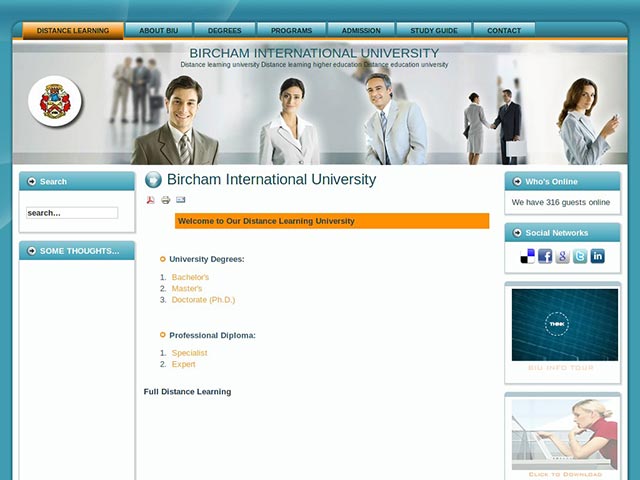 DISTANCE LEARNING
ABOUT BIU
DEGREES
PROGRAMS
ADMISSION
STUDY GUIDE
CONTACT
BIRCHAM INTERNATIONAL UNIVERSITY
Distance learning university Distance learning higher education Distance education university
Search
search...
SOME THOUGHTS...
Bircham International University
Welcome to Our Distance Learning University
University Degrees:
1. Bachelor's
2. Master's
3. Doctorate (Ph.D.)
Professional Diploma:
1. Specialist
2. Expert
Full Distance Learning
Who's Online
We have 316 guests online
Social Networks
THINK
BIU INFO TOUR
Click to Download